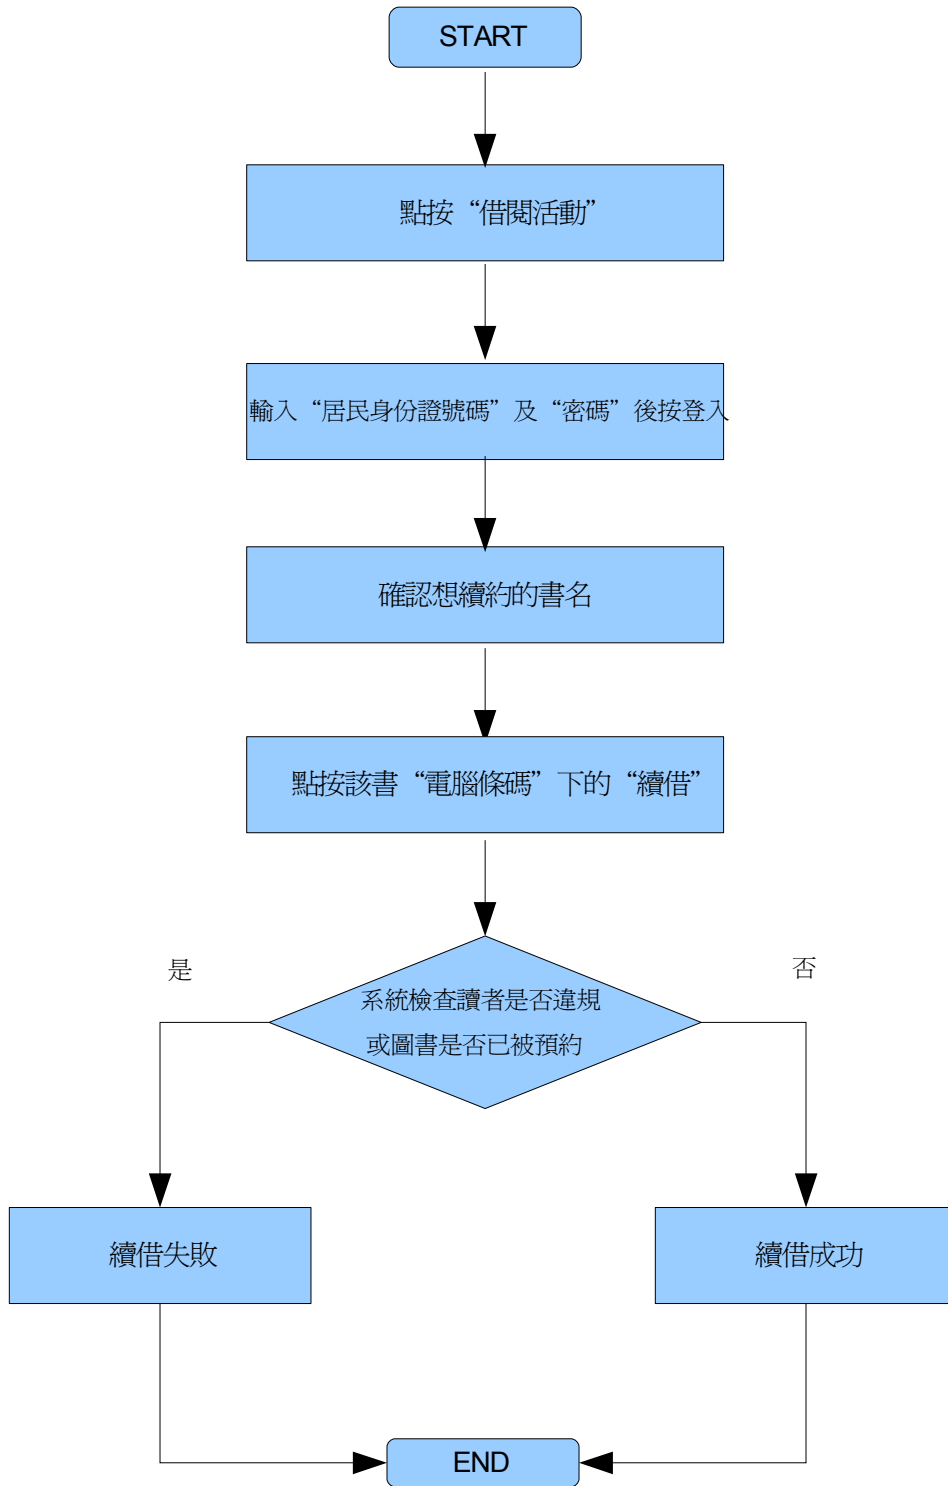 START
點按“借閱活動”
輸入“居民身份證號碼”及“密碼”後按登入
確認想續約的書名
點按該書“電腦條碼”下的“續借”
是
否
系統檢查讀者是否違規
或圖書是否已被預約
續借失敗
續借成功
END